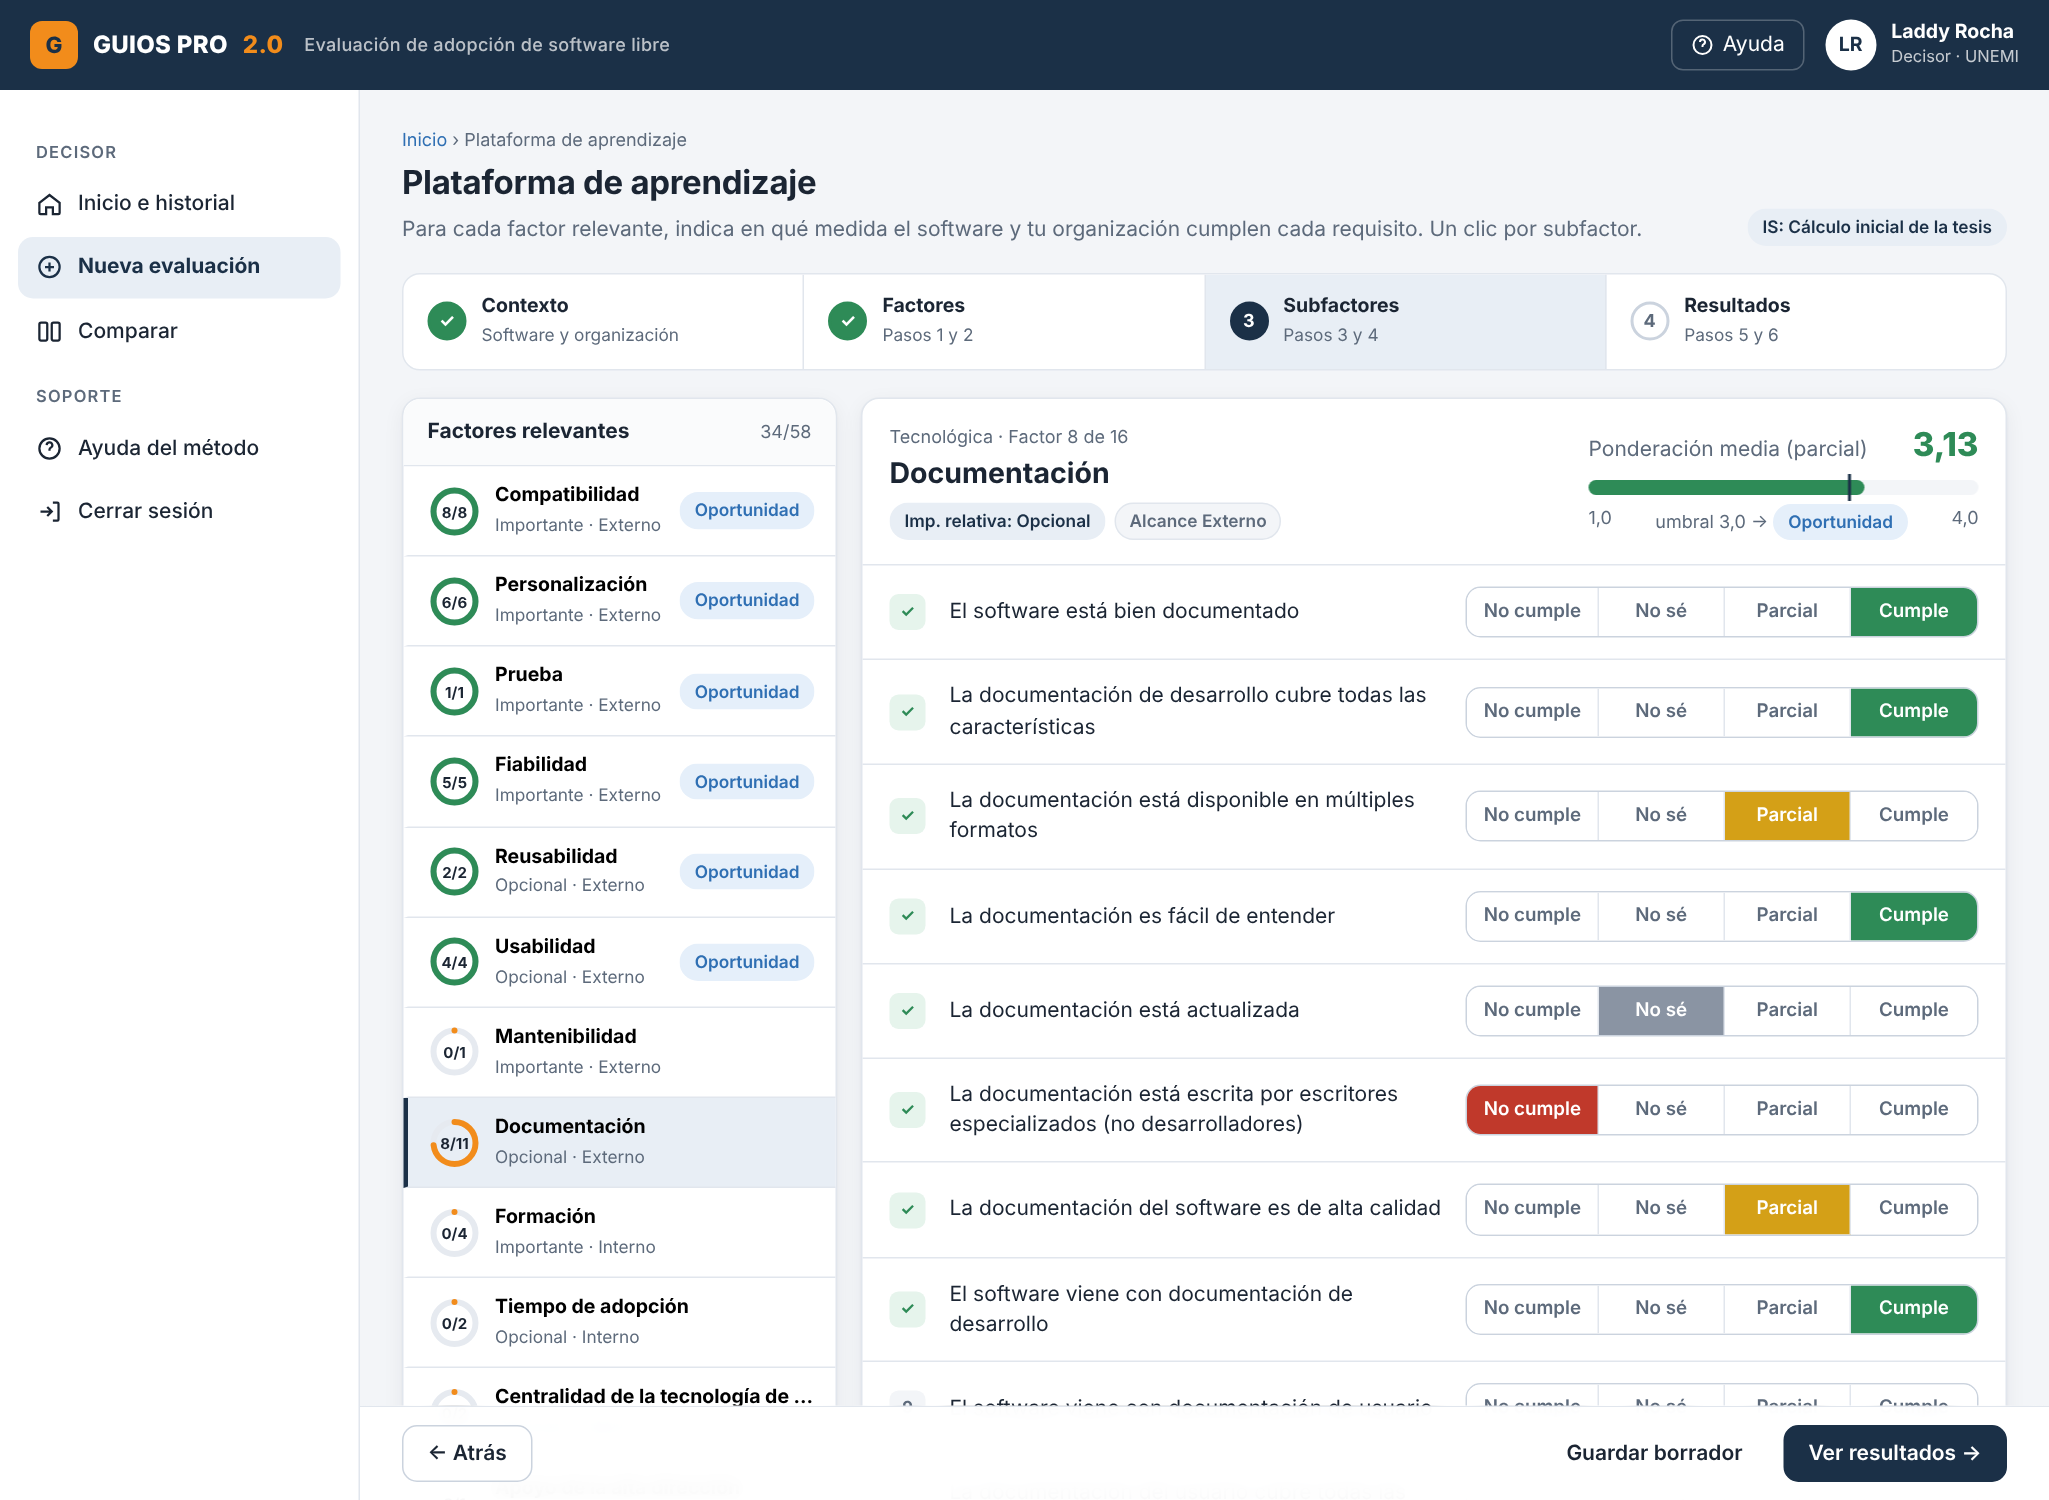 G GUIOS PRO 2.0 Evaluación de adopción de software libre
Ayuda
LR
Laddy Rocha
Decisor · UNEMI
DECISOR
Inicio e historial
Nueva evaluación
Comparar
SOPORTE
Ayuda del método
Cerrar sesión
Inicio › Plataforma de aprendizaje
Plataforma de aprendizaje
Para cada factor relevante, indica en qué medida el software y tu organización cumplen cada requisito. Un clic por subfactor.
IS: Cálculo inicial de la tesis
Contexto
Software y organización
Factores
Pasos 1 y 2
3
Subfactores
Pasos 3 y 4
4
Resultados
Pasos 5 y 6
Factores relevantes 34/58
8/8
Compatibilidad
Importante · Externo
Oportunidad
6/6
Personalización
Importante · Externo
Oportunidad
1/1
Prueba
Importante · Externo
Oportunidad
5/5
Fiabilidad
Importante · Externo
Oportunidad
2/2
Reusabilidad
Opcional · Externo
Oportunidad
4/4
Usabilidad
Opcional · Externo
Oportunidad
0/1
Mantenibilidad
Importante · Externo
8/11
Documentación
Opcional · Externo
0/4
Formación
Importante · Interno
0/2
Tiempo de adopción
Opcional · Interno
Centralidad de la tecnología de ...
Tecnológica · Factor 8 de 16
Documentación
Imp. relativa: Opcional Alcance Externo
Ponderación media (parcial) 3,13
1,0 umbral 3,0 → Oportunidad 4,0
El software está bien documentado
No cumple No sé Parcial Cumple
La documentación de desarrollo cubre todas las
características
No cumple No sé Parcial Cumple
La documentación está disponible en múltiples
formatos
No cumple No sé Parcial Cumple
La documentación es fácil de entender
No cumple No sé Parcial Cumple
La documentación está actualizada
No cumple No sé Parcial Cumple
La documentación está escrita por escritores
especializados (no desarrolladores)
No cumple No sé Parcial Cumple
La documentación del software es de alta calidad
No cumple No sé Parcial Cumple
El software viene con documentación de
desarrollo
No cumple No sé Parcial Cumple
El software viene con documentación de usuario
No cumple No sé Parcial Cumple
← Atrás
Guardar borrador
Ver resultados →